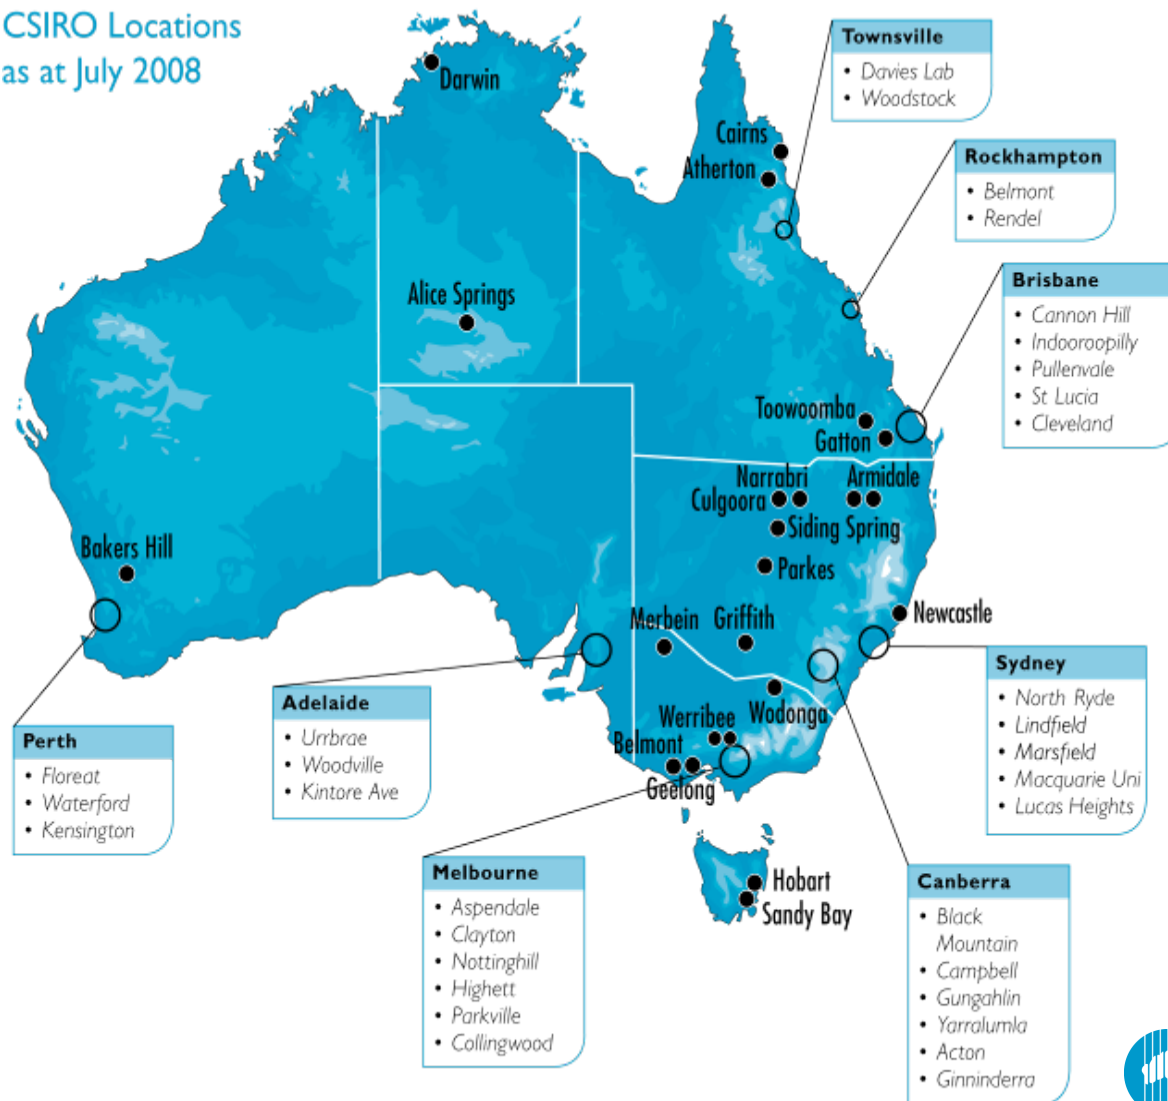 CSIRO Locations
as at July 2008
Darwin
Townsville
• Davies Lab
• Woodstock
Cairns
Atherton
Rockhampton
• Belmont
• Rendel
Alice Springs
Brisbane
• Cannon Hill
• Indooroopilly
• Pullenvale
• St Lucia
• Cleveland
Toowoomba
Gatton
Narrabri
Armidale
Culgoora
Siding Spring
Bakers Hill
Parkes
Newcastle
Merbein
Griffith
Sydney
• North Ryde
• Lindfield
• Marsfield
• Macquarie Uni
• Lucas Heights
Adelaide
• Urrbrae
• Woodville
• Kintore Ave
Wodonga
Werribee
Belmont
Geelong
Perth
• Floreat
• Waterford
• Kensington
Melbourne
• Aspendale
• Clayton
• Nottinghill
• Highett
• Parkville
• Collingwood
Hobart
Sandy Bay
Canberra
• Black
Mountain
• Campbell
• Gungahlin
• Yarralumla
• Acton
• Ginninderra